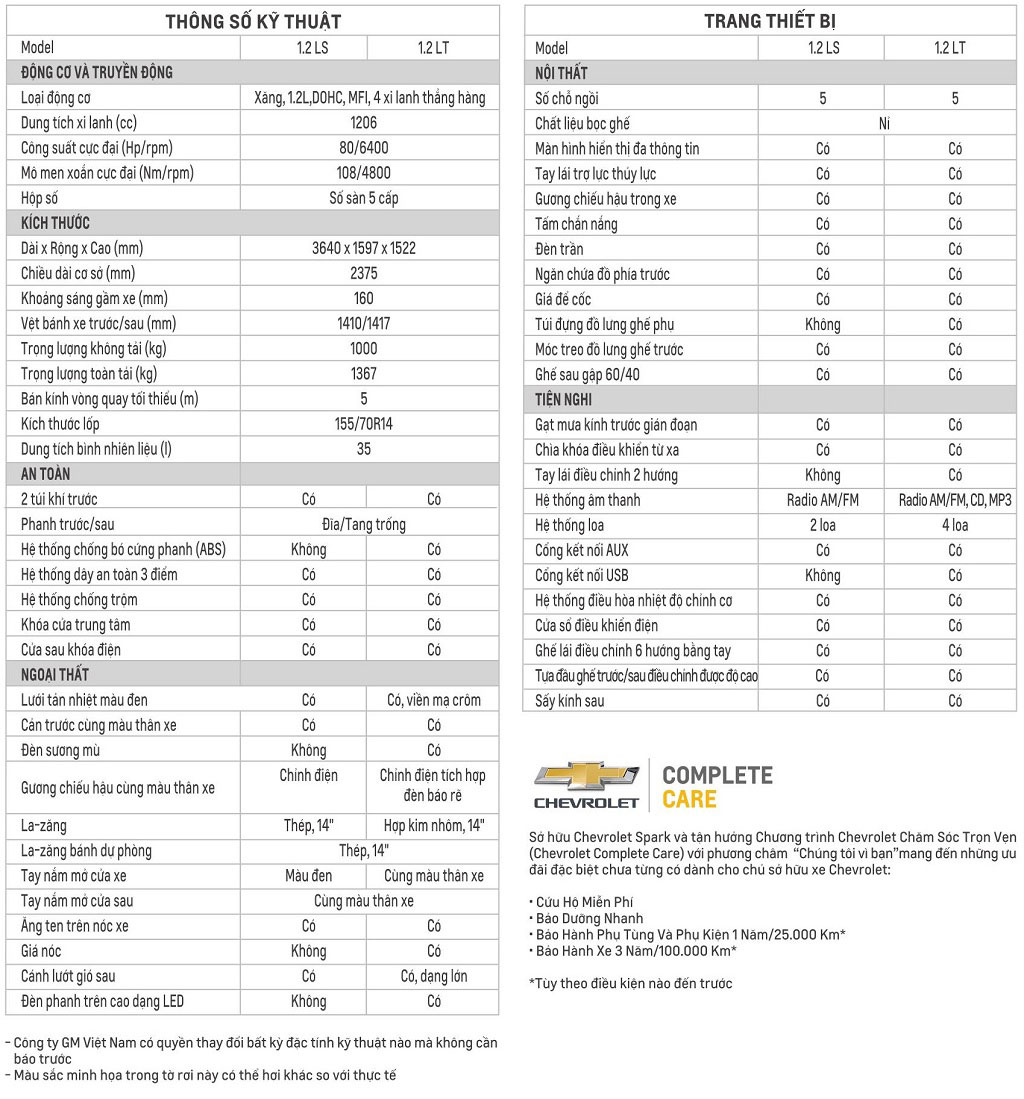 THÔNG SỐ KỸ THUẬT
Model 1.2 LS 1.2 LT
ĐỘNG CƠ VÀ TRUYỀN ĐỘNG
Loại động cơ Xăng, 1.2L,DOHC, MFI, 4 xi lanh thẳng hàng
Dung tích xi lanh (cc) 1206
Công suất cực đại (Hp/rpm) 80/6400
Mô men xoắn cực đại (Nm/rpm) 108/4800
Hộp số Số sàn 5 cấp
KÍCH THƯỚC
Dài x Rộng x Cao (mm) 3640 x 1597 x 1522
Chiều dài cơ sở (mm) 2375
Khoảng sáng gầm xe (mm) 160
Vệt bánh xe trước/sau (mm) 1410/1417
Trọng lượng không tải (kg) 1000
Trọng lượng toàn tải (kg) 1367
Bán kính vòng quay tối thiểu (m) 5
Kích thước lốp 155/70R14
Dung tích bình nhiên liệu (l) 35
AN TOÀN
2 túi khí trước Có Có
Phanh trước/sau Đĩa/Tang trống
Hệ thống chống bó cứng phanh (ABS) Không Có
Hệ thống dây an toàn 3 điểm Có Có
Hệ thống chống trộm Có Có
Khóa cửa trung tâm Có Có
Cửa sau khóa điện Có Có
NGOẠI THẤT
Lưới tản nhiệt màu đen Có Có, viền mạ crôm
Cản trước cùng màu thân xe Có Có
Đèn sương mù Không Có
Gương chiếu hậu cùng màu thân xe Chỉnh điện Chỉnh điện tích hợp
đèn báo rẽ
La-zăng Thép, 14" Hợp kim nhôm, 14"
La-zăng bánh dự phòng Thép, 14"
Tay nắm mở cửa xe Màu đen Cùng màu thân xe
Tay nắm mở cửa sau Cùng màu thân xe
Ăng ten trên nóc xe Có Có
Giá nóc Không Có
Cánh lướt gió sau Có Có, dạng lớn
Đèn phanh trên cao dạng LED Không Có
- Công ty GM Việt Nam có quyền thay đổi bất kỳ đặc tính kỹ thuật nào mà không cần
báo trước
- Màu sắc minh họa trong tờ rơi này có thể hơi khác so với thực tế
TRANG THIẾT BỊ
Model 1.2 LS 1.2 LT
NỘI THẤT
Số chỗ ngồi 5 5
Chất liệu bọc ghế Nỉ
Màn hình hiển thị đa thông tin Có Có
Tay lái trợ lực thủy lực Có Có
Gương chiếu hậu trong xe Có Có
Tấm chắn nắng Có Có
Đèn trần Có Có
Ngăn chứa đồ phía trước Có Có
Giá để cốc Có Có
Túi đựng đồ lưng ghế phụ Không Có
Móc treo đồ lưng ghế trước Có Có
Ghế sau gập 60/40 Có Có
TIỆN NGHI
Gạt mưa kính trước gián đoạn Có Có
Chìa khóa điều khiển từ xa Có Có
Tay lái điều chỉnh 2 hướng Không Có
Hệ thống âm thanh Radio AM/FM Radio AM/FM, CD, MP3
Hệ thống loa 2 loa 4 loa
Cổng kết nối AUX Có Có
Cổng kết nối USB Không Có
Hệ thống điều hòa nhiệt độ chỉnh cơ Có Có
Cửa sổ điều khiển điện Có Có
Ghế lái điều chỉnh 6 hướng bằng tay Có Có
Tựa đầu ghế trước/sau điều chỉnh được độ cao Có Có
Sấy kính sau Có Có
CHEVROLET
COMPLETE
CARE
Sở hữu Chevrolet Spark và tận hưởng Chương trình Chevrolet Chăm Sóc Trọn Vẹn
(Chevrolet Complete Care) với phương châm "Chúng tôi vì bạn"mang đến những ưu
đãi đặc biệt chưa từng có dành cho chủ sở hữu xe Chevrolet:
• Cứu Hộ Miễn Phí
• Bảo Dưỡng Nhanh
• Bảo Hành Phụ Tùng Và Phụ Kiện 1 Năm/25.000 Km*
• Bảo Hành Xe 3 Năm/100.000 Km*
*Tùy theo điều kiện nào đến trước